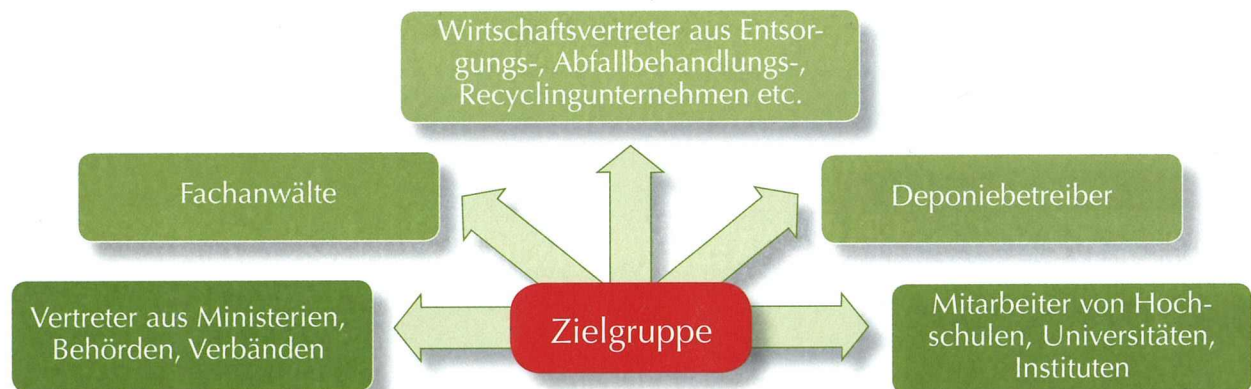 Wirtschaftsvertreter aus Entsor-
gungs-, Abfallbehandlungs-,
Recyclingunternehmen etc.
Fachanwälte
Deponiebetreiber
Vertreter aus Ministerien,
Behörden, Verbänden
Zielgruppe
Mitarbeiter von Hoch-
schulen, Universitäten,
Instituten